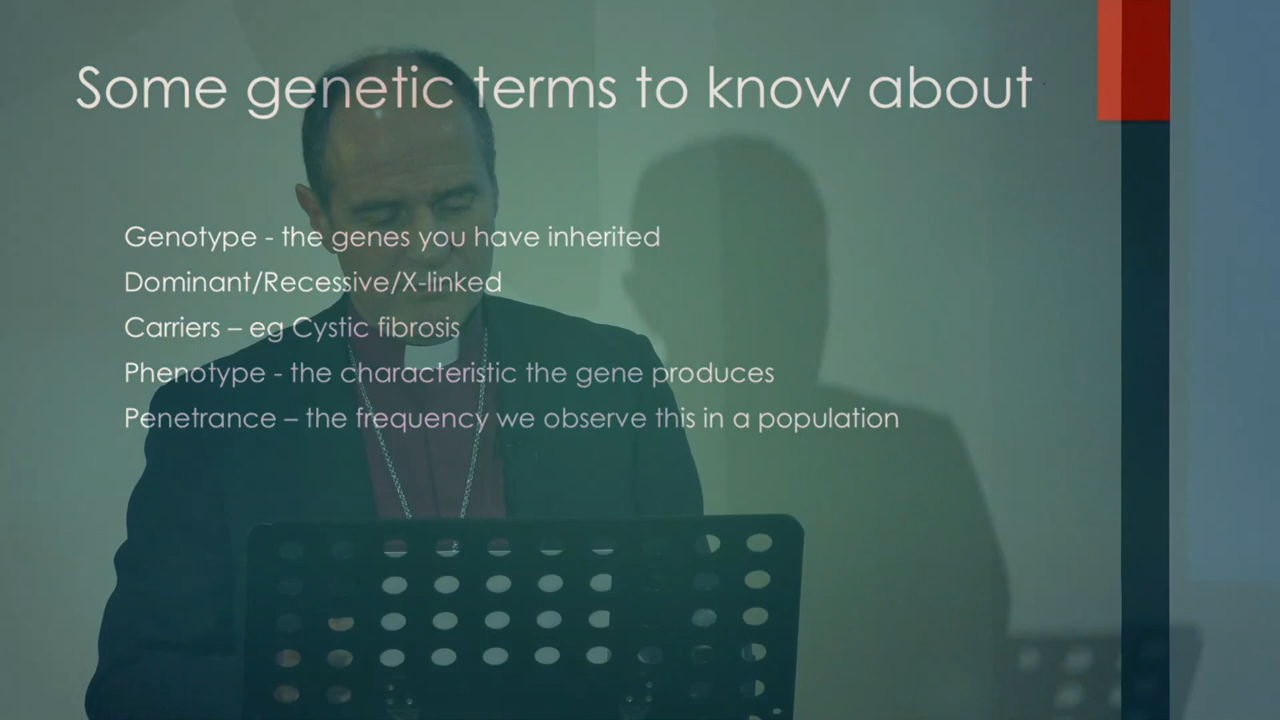 Some genetic terms to know about
Genotype - the genes you have inherited
Dominant/Recessive/X-linked
Carriers – eg Cystic fibrosis
Phenotype - the characteristic the gene produces
Penetrance – the frequency we observe this in a population